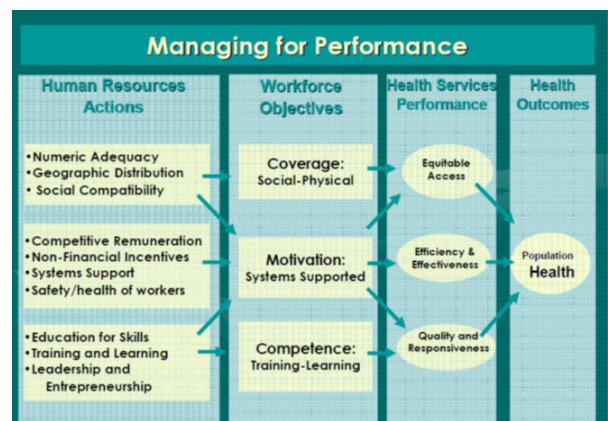 Managing for Performance
Human Resources
Actions
Workforce
Objectives
Health Services
Performance
Health
Outcomes
•Numeric Adequacy
•Geographic Distribution
• Social Compatibility
•Competitive Remuneration
•Non-Financial Incentives
•Systems Support
•Safety/health of workers
•Education for Skills
•Training and Learning
•Leadership and
Entrepreneurship
Coverage:
Social-Physical
Motivation:
Systems Supported
Competence:
Training-Learning
Equitable
Access
Efficiency &
Effectiveness
Quality and
Responsiveness
Population
Health